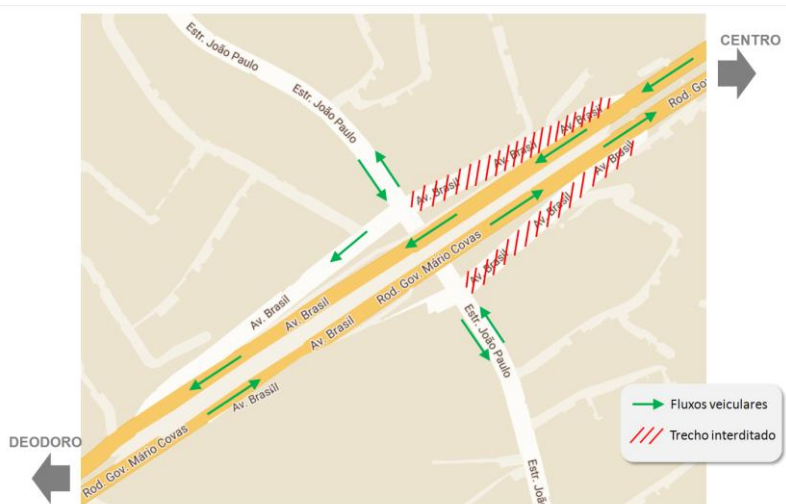 CENTRO
Estr. João Paulo
Estr. João Paulo
Av. Brasil
Rod. Gov.
Av. Brasil
Av. Brasil
Av. Brasil
Av. Brasil
Av. Brasil
Rod. Gov. Mário Covas
Av. Brasil
Av. Brasil
Av. Brasil
Estr. João Paulo
Av. Brasil
Av. Brasil
Fluxos veiculares
Trecho interditado
DEODORO
Rod. Gov. Mário Covas
Estr. João